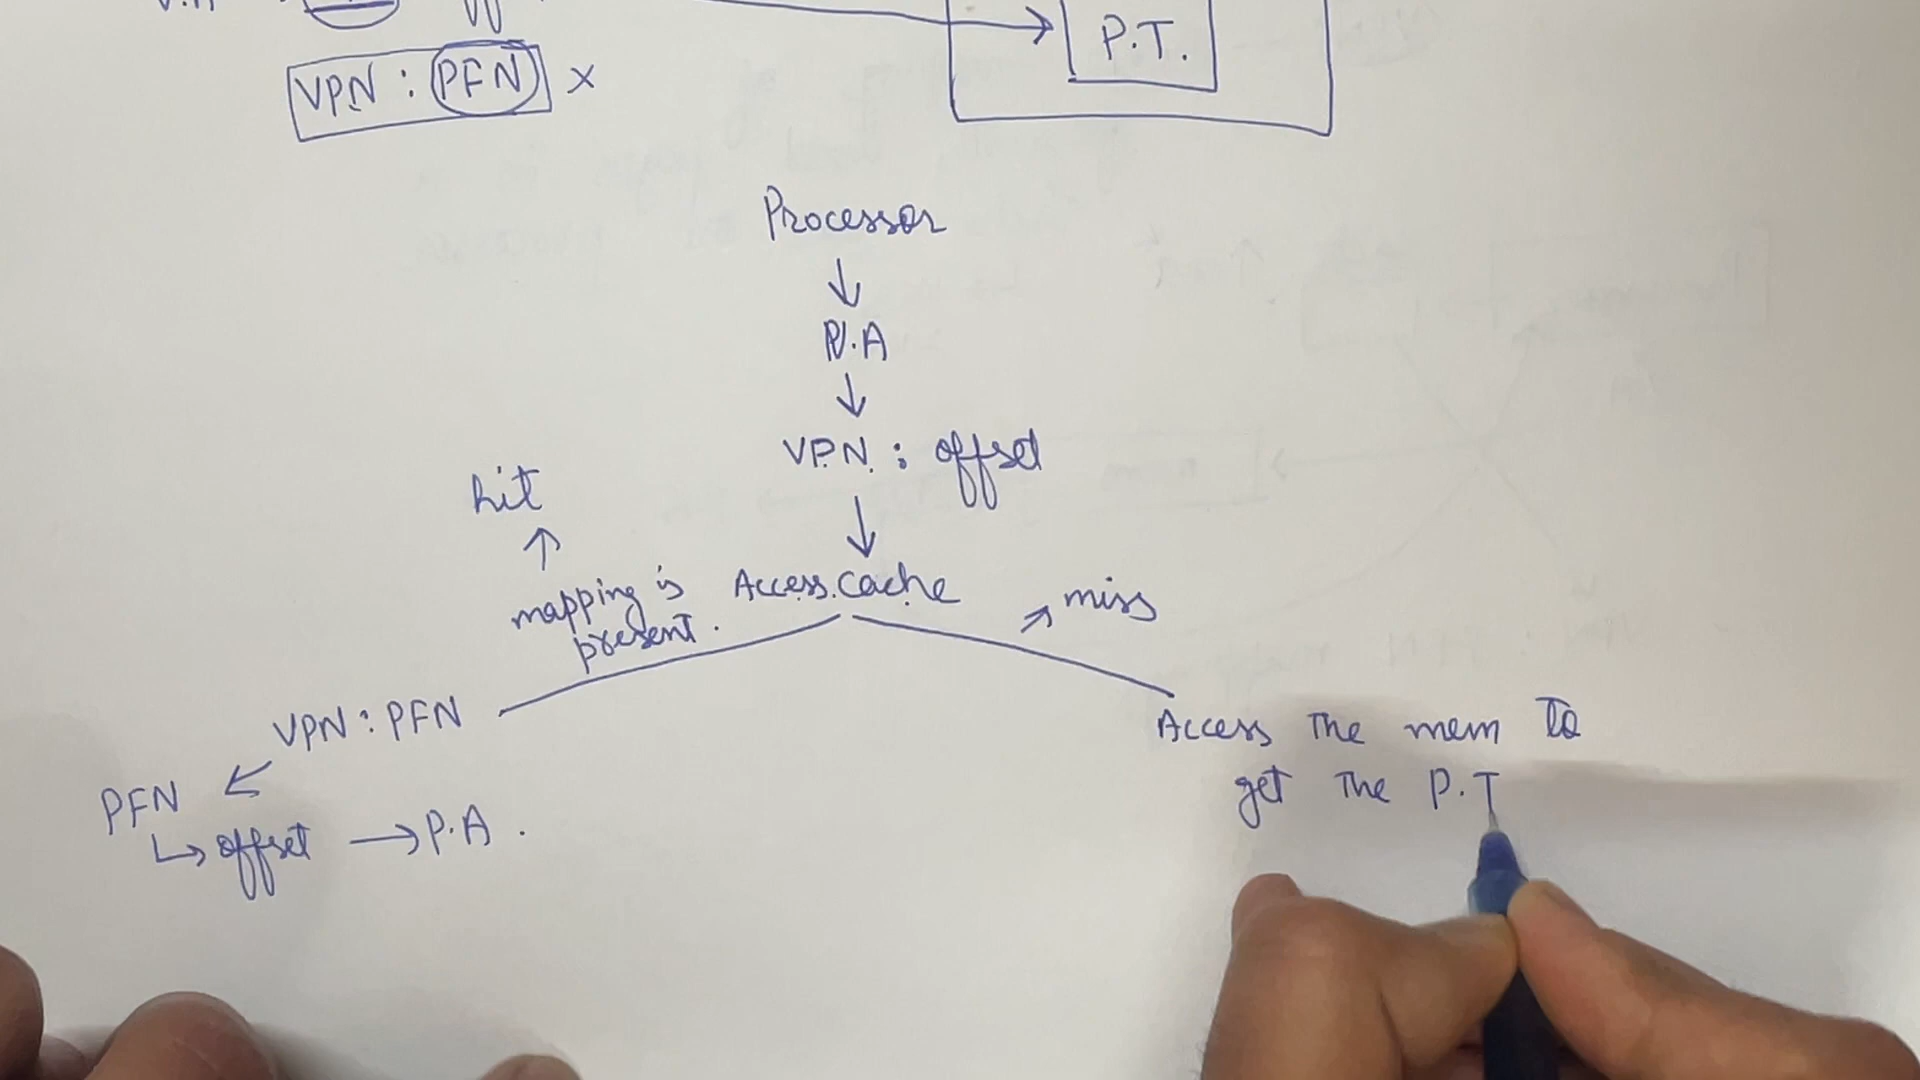 P.T.
VPN : PFN x
Processor
V.A
VPN : offset
hit
mapping is
present.
Access cache
miss
VPN : PFN
PFN
offset → P.A.
Access the mem to
get the P.T